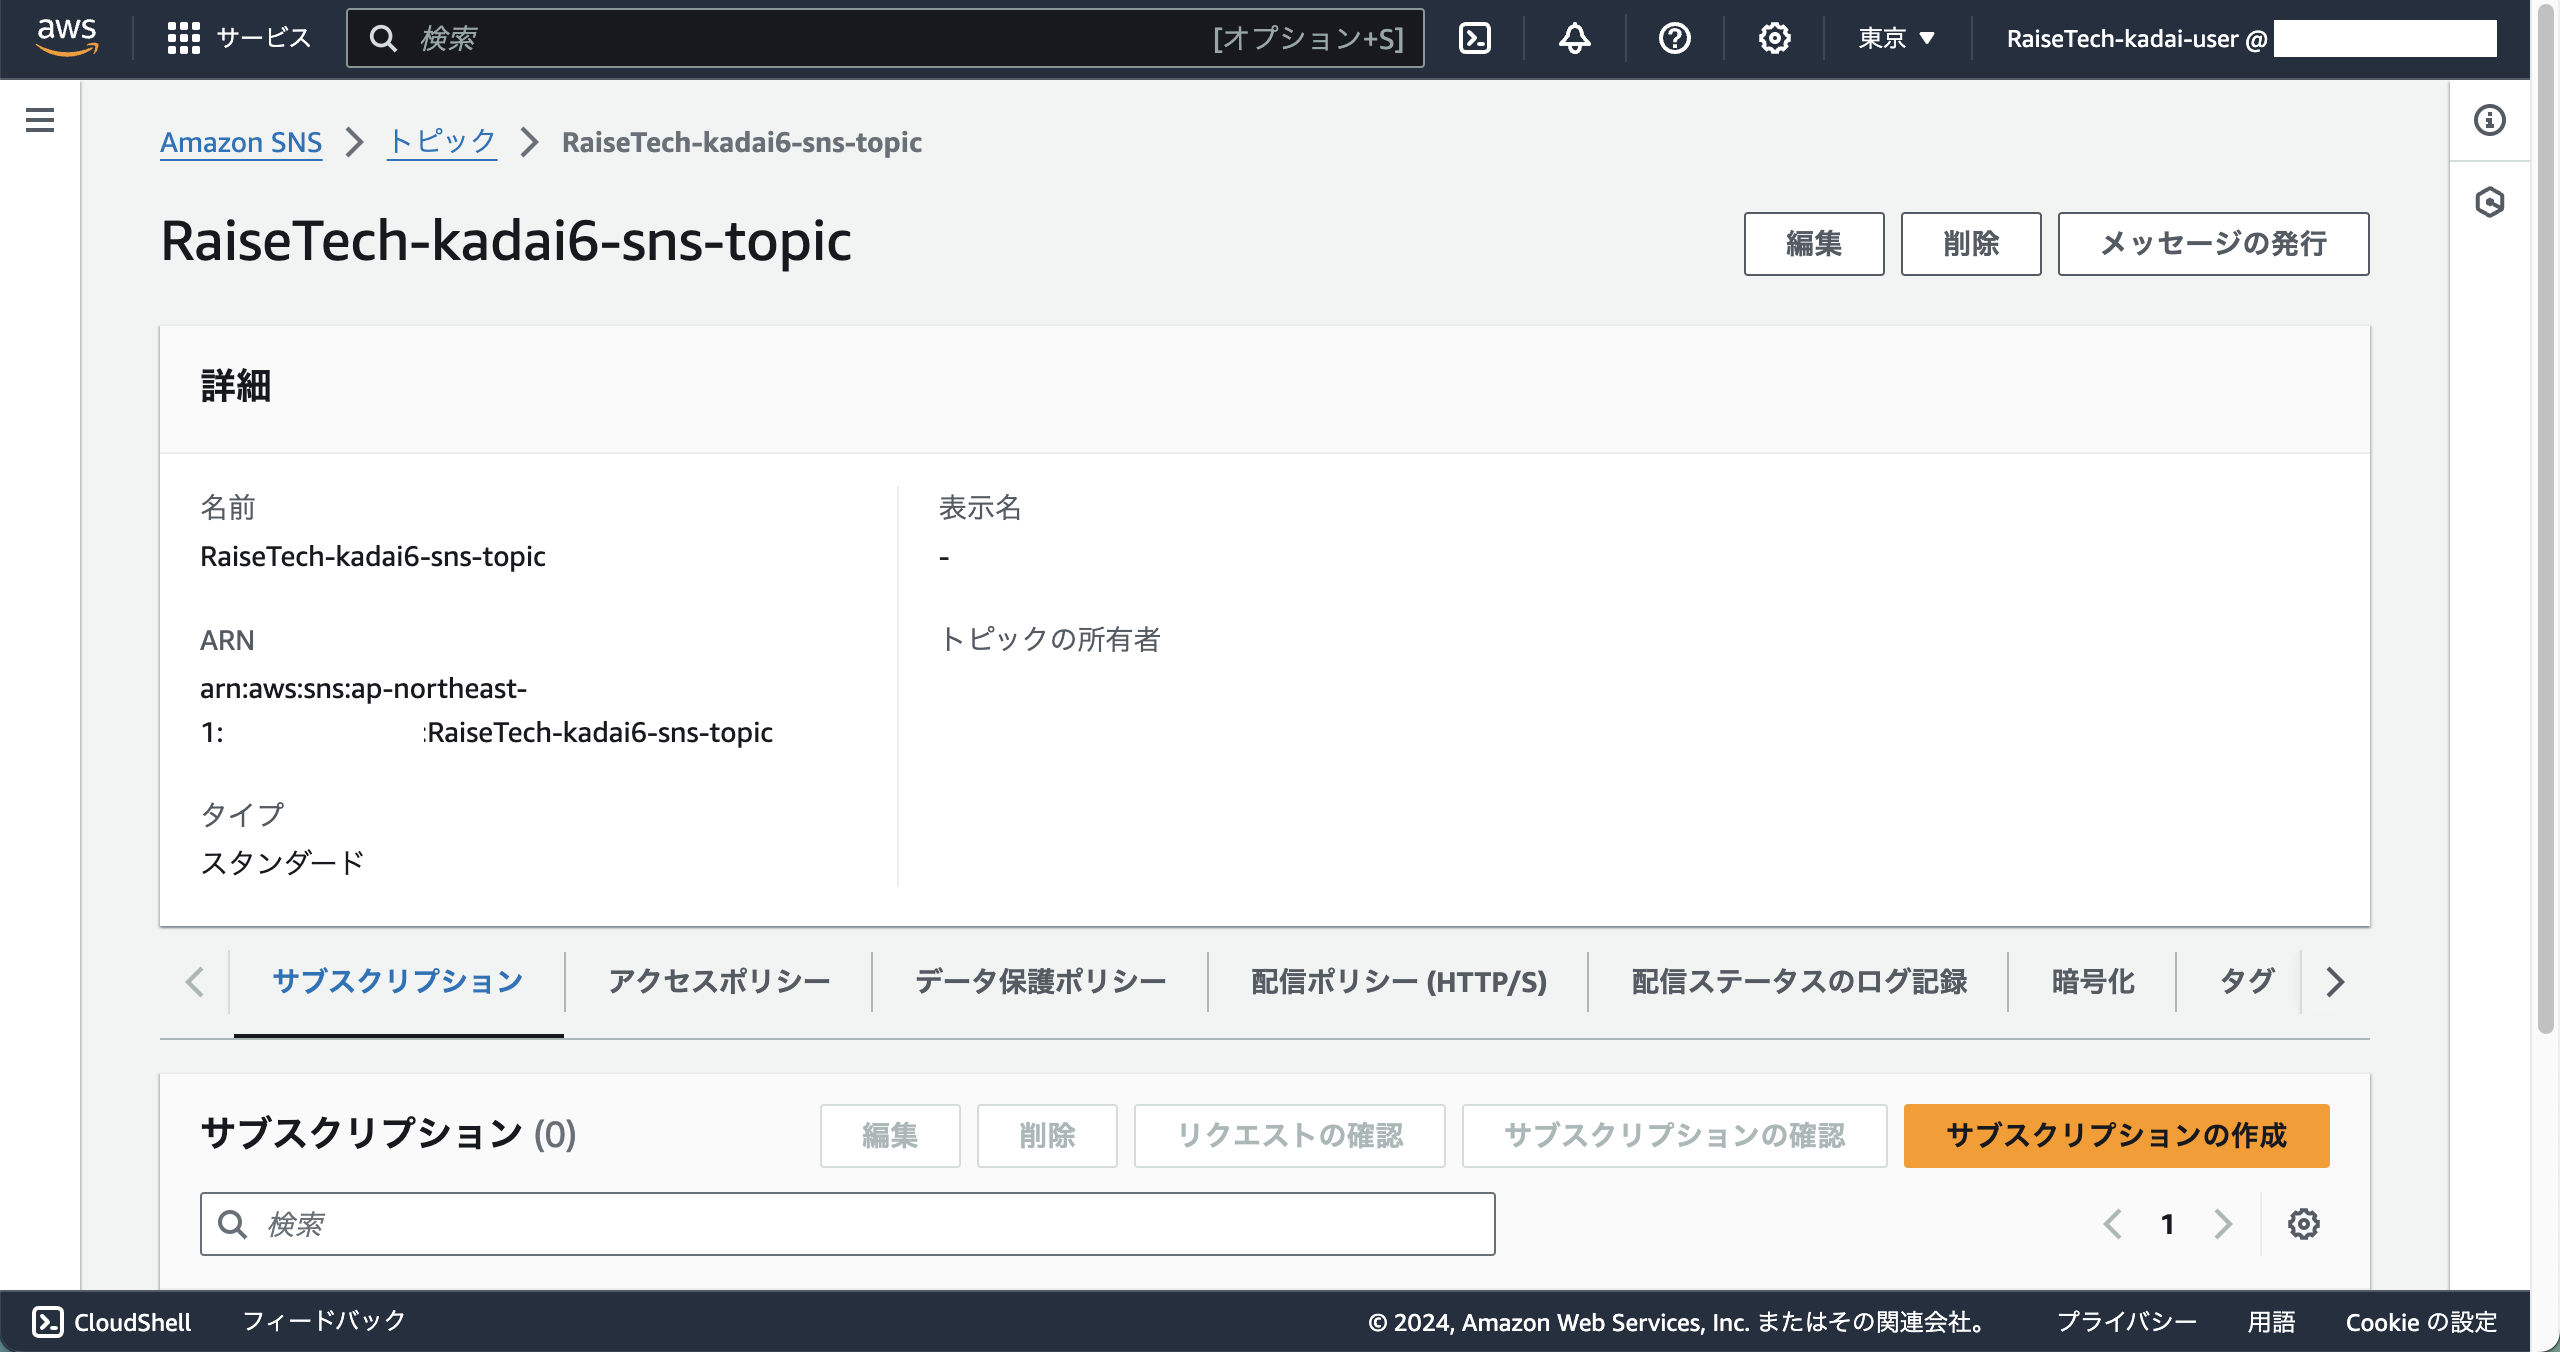 aws
サービス
検索
[オプション+S]
東京
RaiseTech-kadai-user @
Amazon SNS
トピック
RaiseTech-kadai6-sns-topic
RaiseTech-kadai6-sns-topic
編集
削除
メッセージの発行
詳細
名前
RaiseTech-kadai6-sns-topic
ARN
arn:aws:sns:ap-northeast-
1: :RaiseTech-kadai6-sns-topic
タイプ
スタンダード
表示名
-
トピックの所有者
サブスクリプション
アクセスポリシー
データ保護ポリシー
配信ポリシー (HTTP/S)
配信ステータスのログ記録
暗号化
タグ
サブスクリプション (0)
編集
削除
リクエストの確認
サブスクリプションの確認
サブスクリプションの作成
検索
1
CloudShell
フィードバック
© 2024, Amazon Web Services, Inc. またはその関連会社。
プライバシー
用語
Cookie の設定